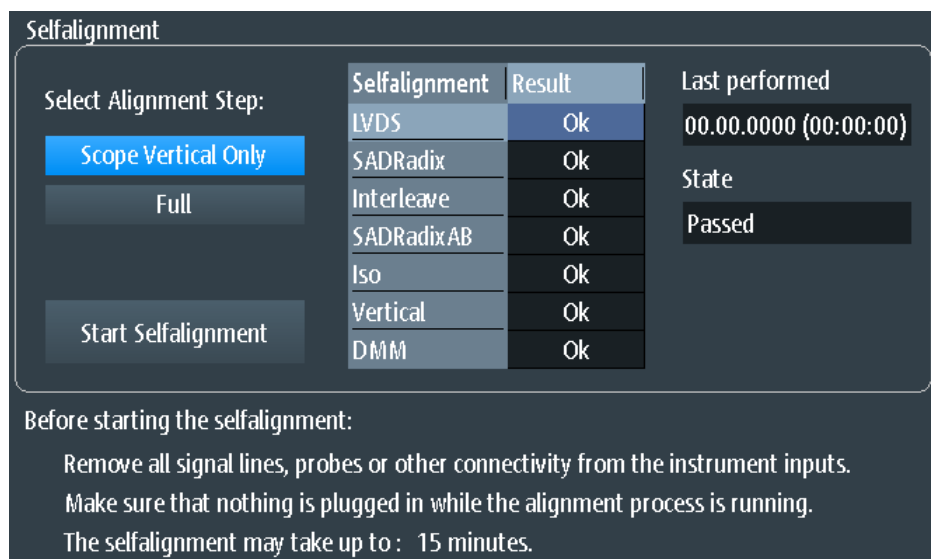 Selfalignment
Select Alignment Step:
Scope Vertical Only
Full
Start Selfalignment
Selfalignment Result
LVDS Ok
SADRadix Ok
Interleave Ok
SADRadixAB Ok
Iso Ok
Vertical Ok
DMM Ok
Last performed
00.00.0000 (00:00:00)
State
Passed
Before starting the selfalignment:
Remove all signal lines, probes or other connectivity from the instrument inputs.
Make sure that nothing is plugged in while the alignment process is running.
The selfalignment may take up to : 15 minutes.